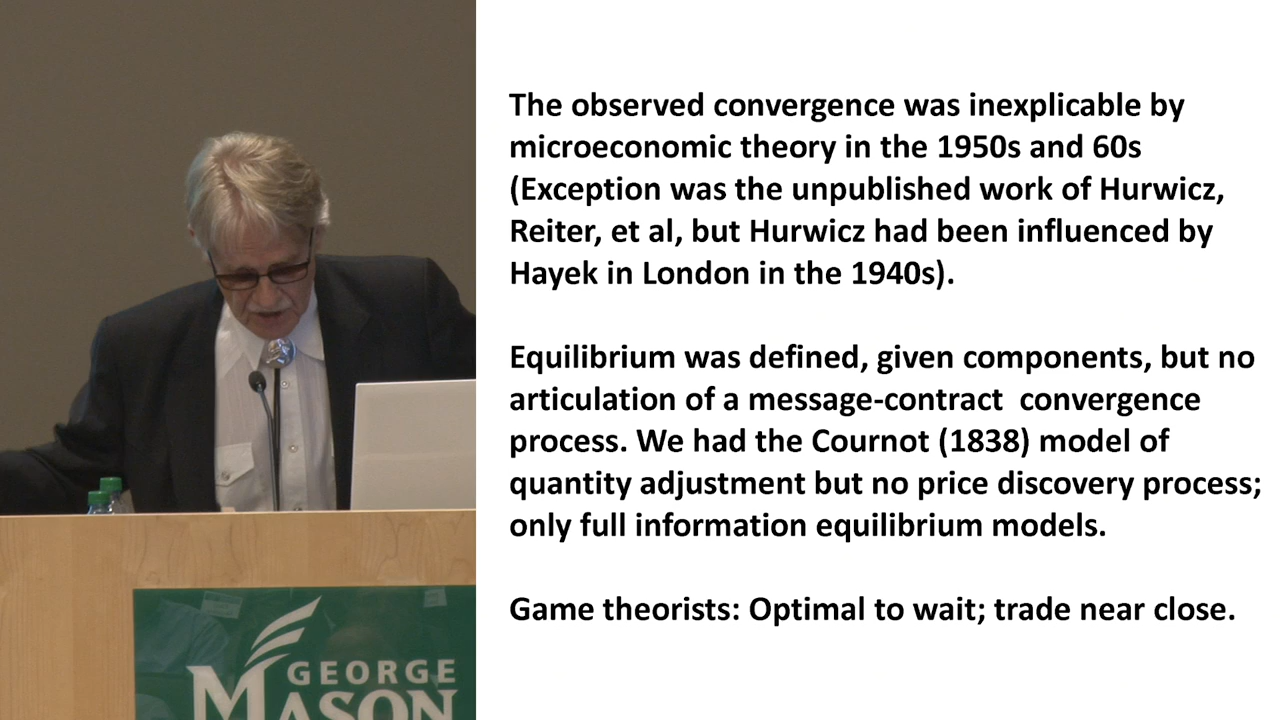 The observed convergence was inexplicable by
microeconomic theory in the 1950s and 60s
(Exception was the unpublished work of Hurwicz,
Reiter, et al, but Hurwicz had been influenced by
Hayek in London in the 1940s).
Equilibrium was defined, given components, but no
articulation of a message-contract  convergence
process. We had the Cournot (1838) model of
quantity adjustment but no price discovery process;
only full information equilibrium models.
Game theorists: Optimal to wait; trade near close.
GEORGE
MASON